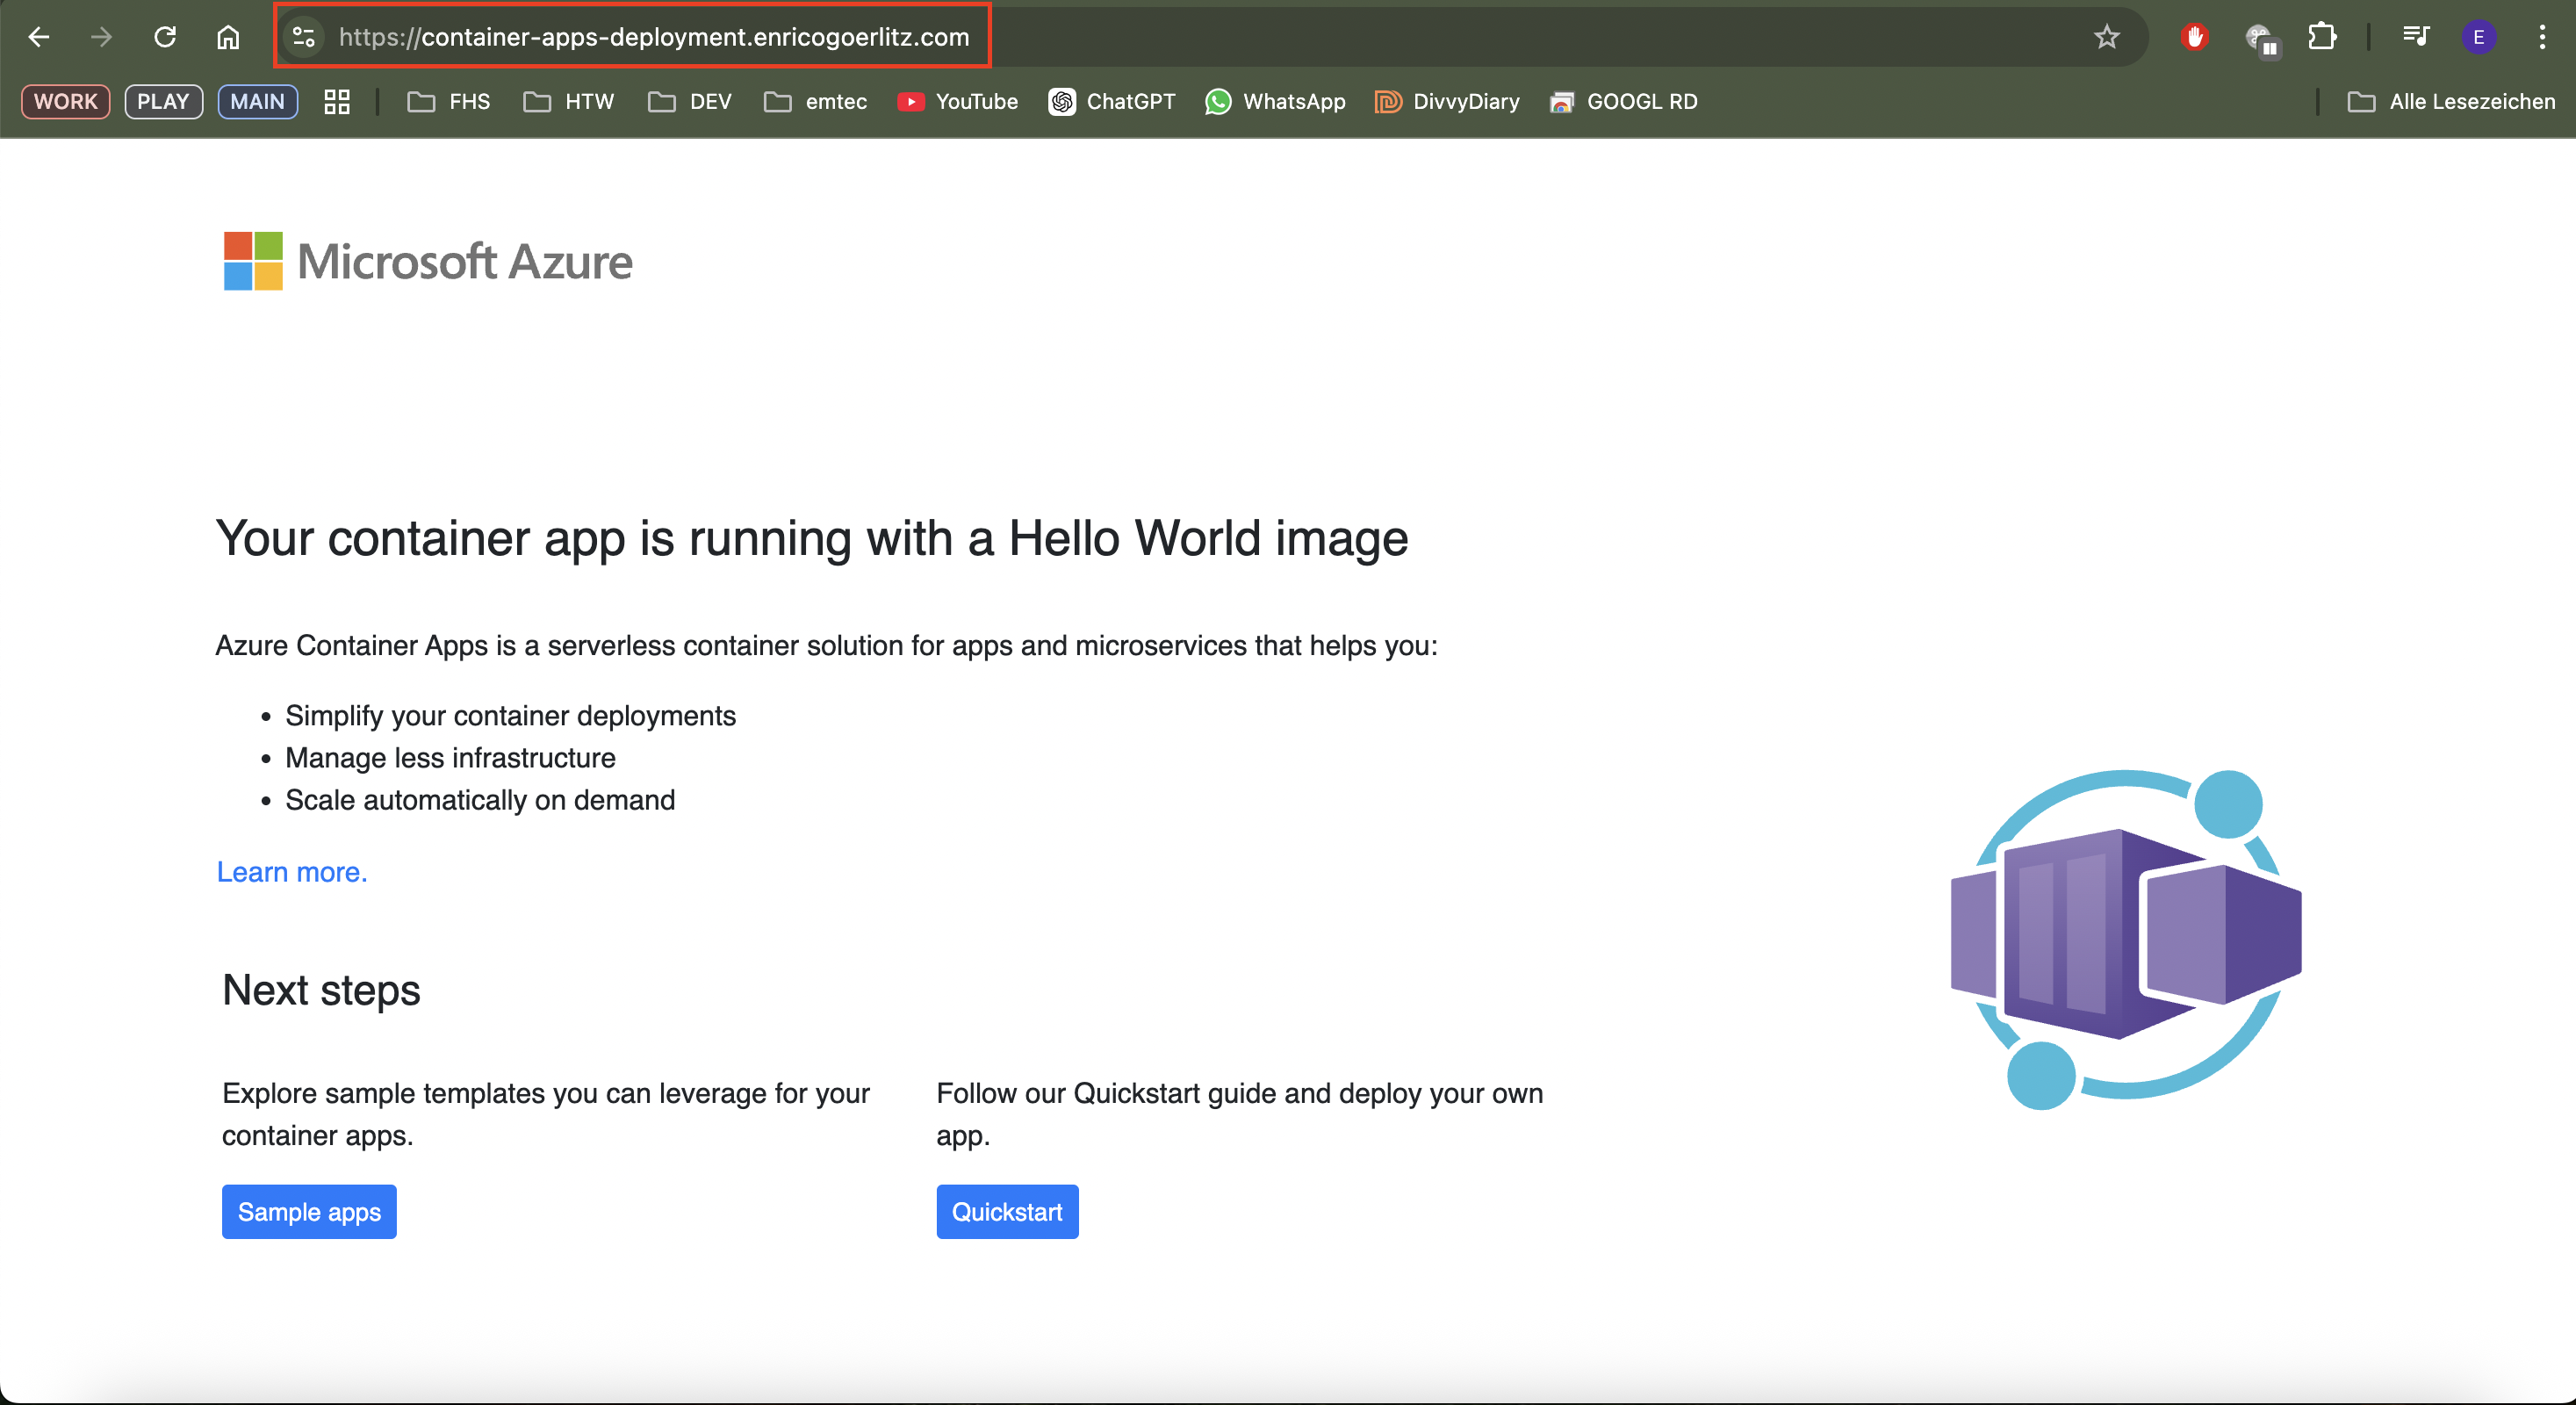 https://container-apps-deployment.enricogoerlitz.com
E
WORK PLAY MAIN FHS HTW DEV emtec YouTube ChatGPT WhatsApp DivvyDiary GOOGL RD Alle Lesezeichen
Microsoft Azure
Your container app is running with a Hello World image
Azure Container Apps is a serverless container solution for apps and microservices that helps you:
• Simplify your container deployments
• Manage less infrastructure
• Scale automatically on demand
Learn more.
Next steps
Explore sample templates you can leverage for your
container apps.
Sample apps
Follow our Quickstart guide and deploy your own
app.
Quickstart